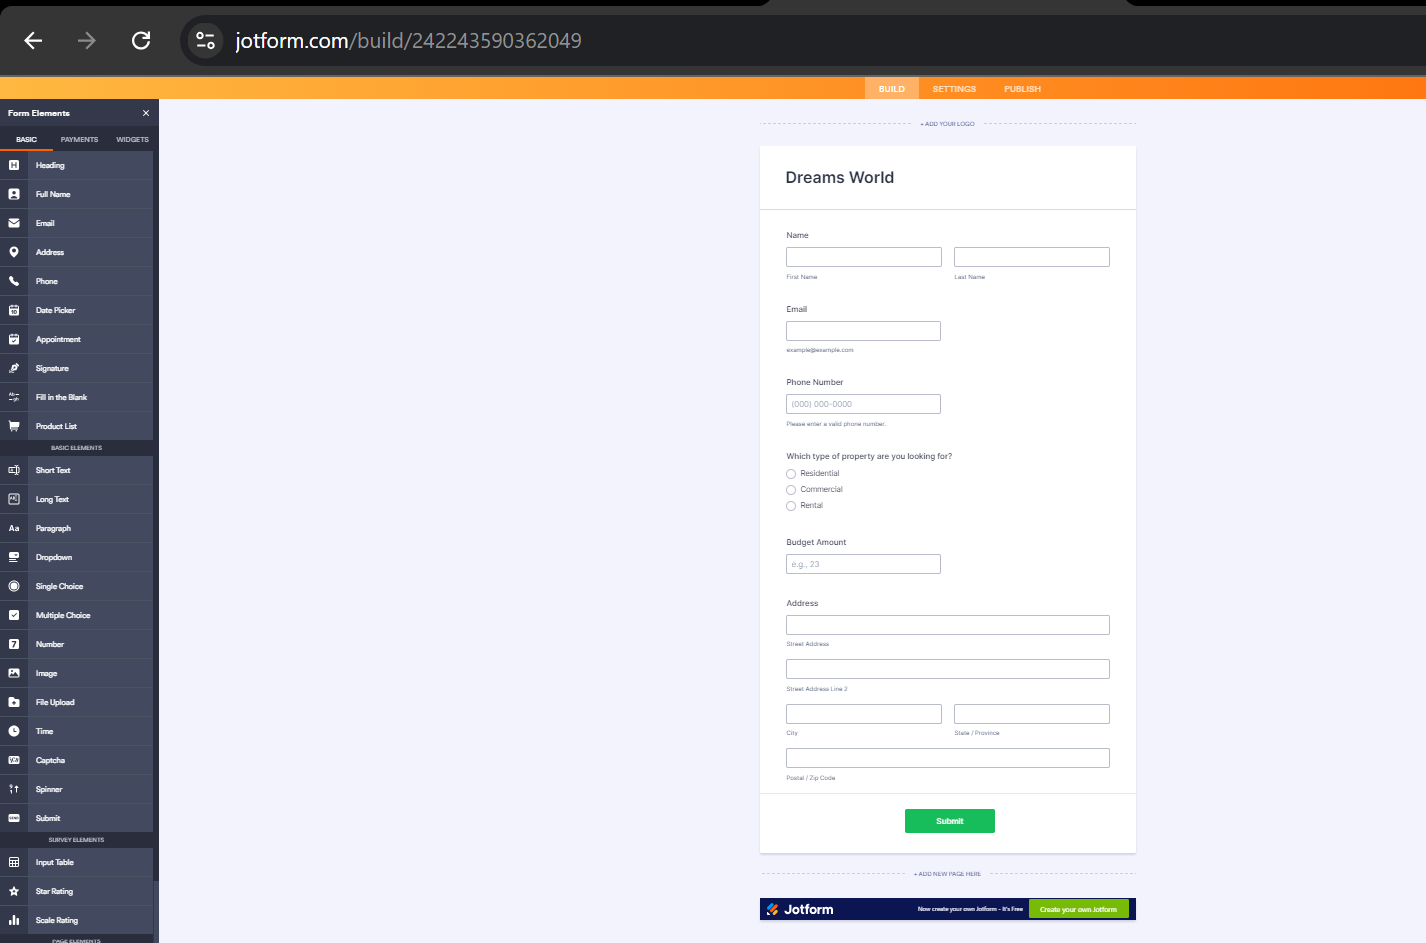 jotform.com/build/242243590362049
BUILD SETTINGS PUBLISH
Form Elements
BASIC PAYMENTS WIDGETS
Heading
Full Name
Email
Address
Phone
Date Picker
Appointment
Signature
Fill in the Blank
Product List
BASIC ELEMENTS
Short Text
Long Text
Paragraph
Dropdown
Single Choice
Multiple Choice
Number
Image
File Upload
Time
Captcha
Spinner
Submit
SURVEY ELEMENTS
Input Table
Star Rating
Scale Rating
PAGE ELEMENTS
+ ADD YOUR LOGO
Dreams World
Name
First Name Last Name
Email
example@example.com
Phone Number
(000) 000-0000
Please enter a valid phone number.
Which type of property are you looking for?
Residential
Commercial
Rental
Budget Amount
e.g., 23
Address
Street Address
Street Address Line 2
City State / Province
Postal / Zip Code
Submit
+ ADD NEW PAGE HERE
Jotform Now create your own Jotform - It's Free Create your own Jotform